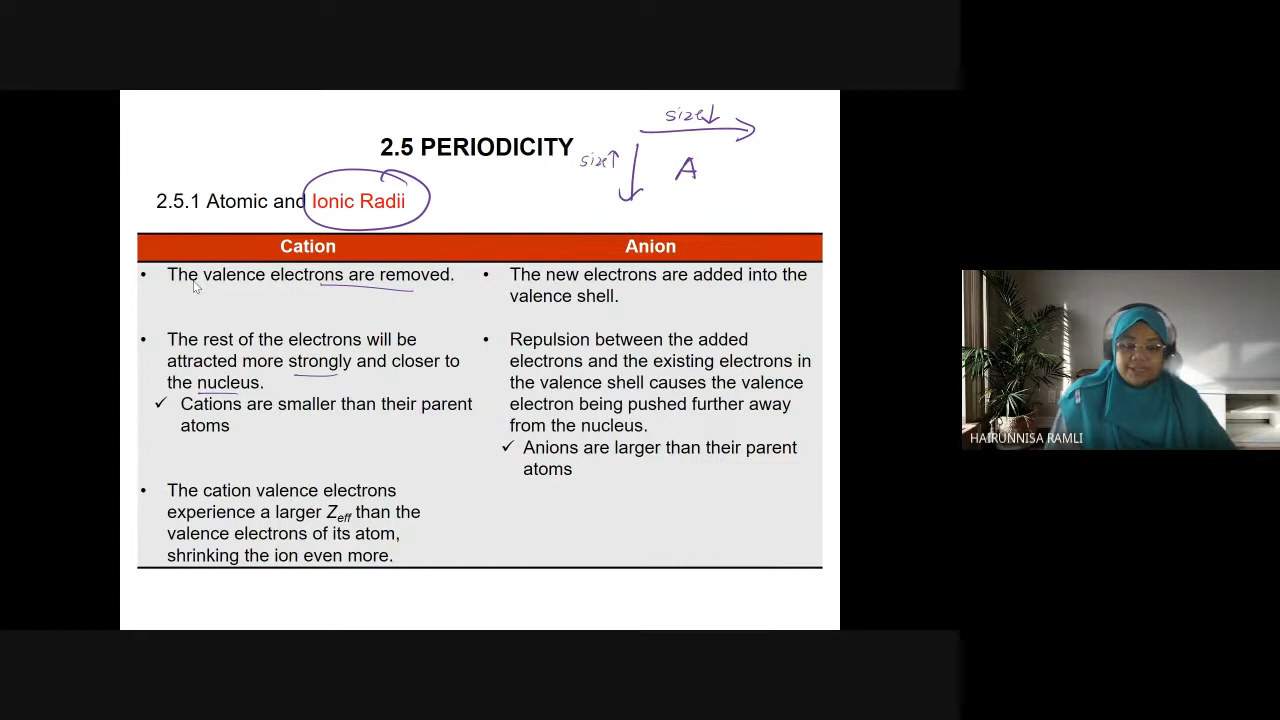 size↓
2.5 PERIODICITY
size↑
A
2.5.1 Atomic and Ionic Radii
Cation
Anion
• The valence electrons are removed.
• The rest of the electrons will be
attracted more strongly and closer to
the nucleus.
✓ Cations are smaller than their parent
atoms
• The cation valence electrons
experience a larger Zeff than the
valence electrons of its atom,
shrinking the ion even more.
• The new electrons are added into the
valence shell.
• Repulsion between the added
electrons and the existing electrons in
the valence shell causes the valence
electron being pushed further away
from the nucleus.
✓ Anions are larger than their parent
atoms
HAIRUNNISA RAMLI